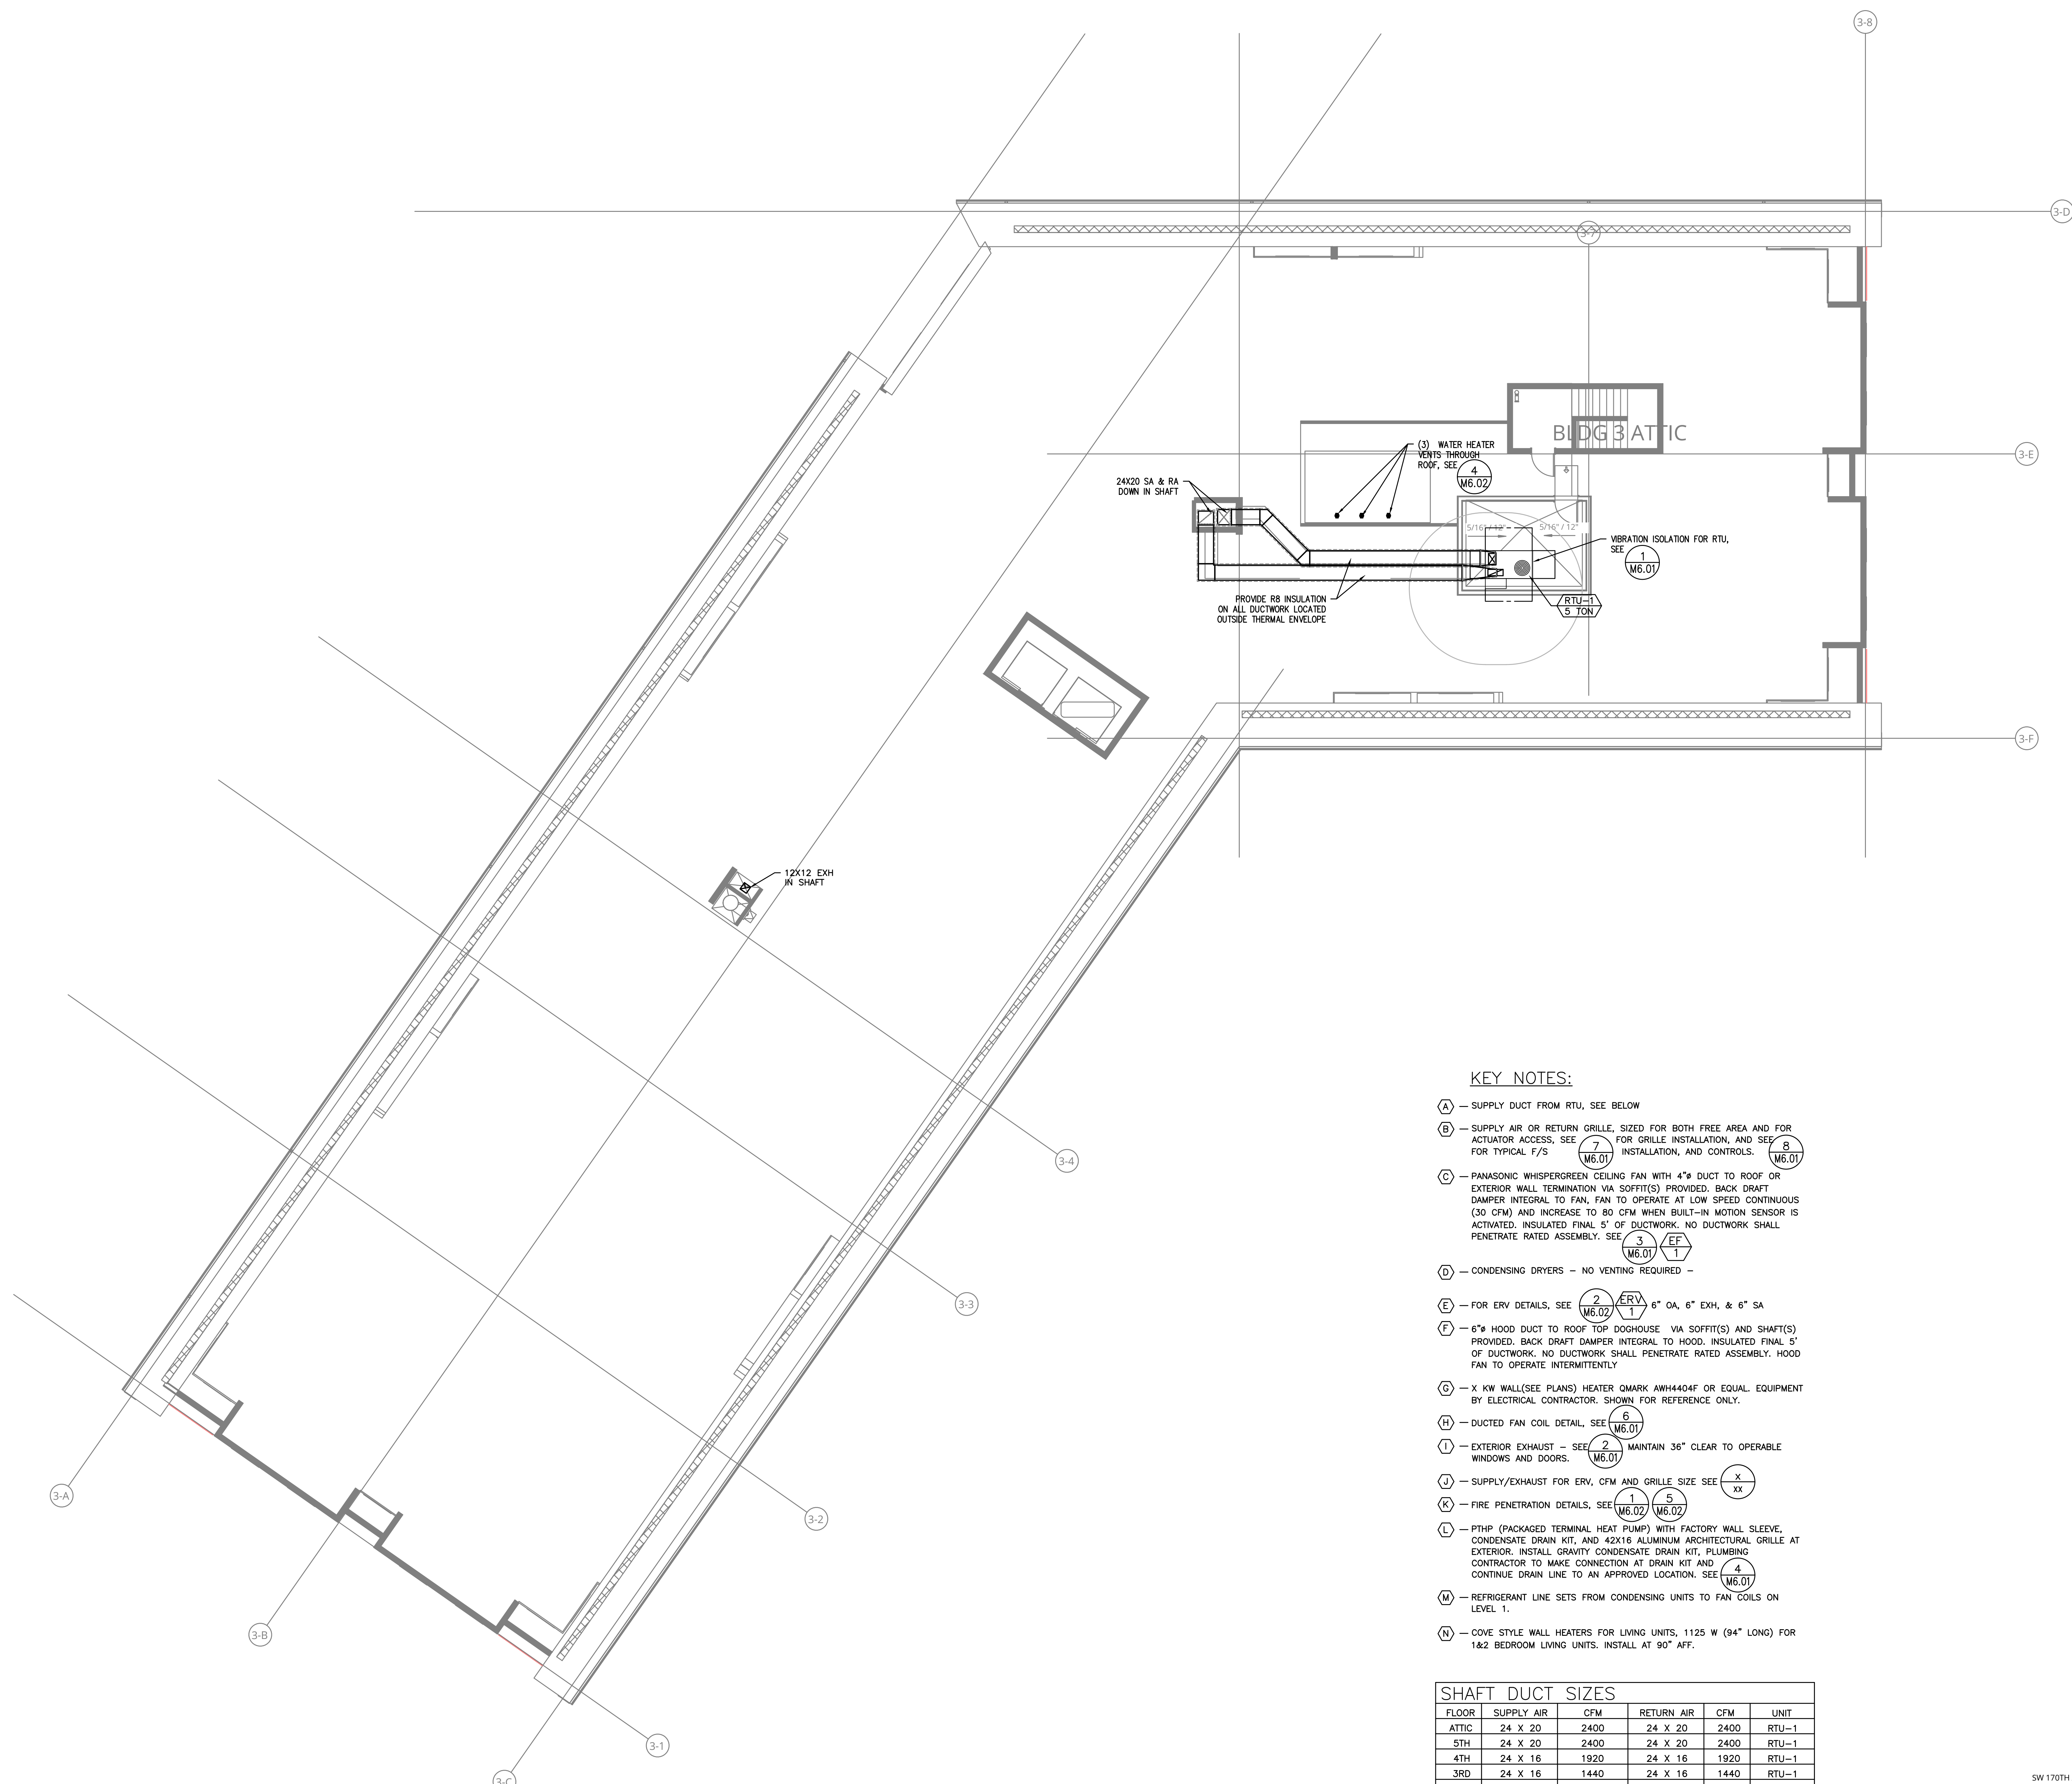 3-8
3-D
3-7
BLDG 3 ATTIC
3-E
(3) WATER HEATER
VENTS THROUGH
ROOF, SEE
4
M6.02
24X20 SA & RA
DOWN IN SHAFT
5/16" / 12"
5/16" / 12"
VIBRATION ISOLATION FOR RTU,
SEE
1
M6.01
RTU-1
5 TON
PROVIDE R8 INSULATION
ON ALL DUCTWORK LOCATED
OUTSIDE THERMAL ENVELOPE
3-F
12X12 EXH
IN SHAFT
3-4
3-3
3-2
3-1
3-A
3-B
3-C
KEY NOTES:
A — SUPPLY DUCT FROM RTU, SEE BELOW
B — SUPPLY AIR OR RETURN GRILLE, SIZED FOR BOTH FREE AREA AND FOR
ACTUATOR ACCESS, SEE 7 M6.01 FOR GRILLE INSTALLATION, AND SEE 8 M6.01
FOR TYPICAL F/S INSTALLATION, AND CONTROLS.
C — PANASONIC WHISPERGREEN CEILING FAN WITH 4"ø DUCT TO ROOF OR
EXTERIOR WALL TERMINATION VIA SOFFIT(S) PROVIDED. BACK DRAFT
DAMPER INTEGRAL TO FAN, FAN TO OPERATE AT LOW SPEED CONTINUOUS
(30 CFM) AND INCREASE TO 80 CFM WHEN BUILT-IN MOTION SENSOR IS
ACTIVATED. INSULATED FINAL 5' OF DUCTWORK. NO DUCTWORK SHALL
PENETRATE RATED ASSEMBLY. SEE 3 M6.01 EF 1
D — CONDENSING DRYERS – NO VENTING REQUIRED –
E — FOR ERV DETAILS, SEE 2 M6.02 ERV 1 6" OA, 6" EXH, & 6" SA
F — 6"ø HOOD DUCT TO ROOF TOP DOGHOUSE VIA SOFFIT(S) AND SHAFT(S)
PROVIDED. BACK DRAFT DAMPER INTEGRAL TO HOOD. INSULATED FINAL 5'
OF DUCTWORK. NO DUCTWORK SHALL PENETRATE RATED ASSEMBLY. HOOD
FAN TO OPERATE INTERMITTENTLY
G — X KW WALL(SEE PLANS) HEATER QMARK AWH4404F OR EQUAL. EQUIPMENT
BY ELECTRICAL CONTRACTOR. SHOWN FOR REFERENCE ONLY.
H — DUCTED FAN COIL DETAIL, SEE 6 M6.01
I — EXTERIOR EXHAUST – SEE 2 M6.01 MAINTAIN 36" CLEAR TO OPERABLE
WINDOWS AND DOORS.
J — SUPPLY/EXHAUST FOR ERV, CFM AND GRILLE SIZE SEE x xx
K — FIRE PENETRATION DETAILS, SEE 1 M6.02 5 M6.02
L — PTHP (PACKAGED TERMINAL HEAT PUMP) WITH FACTORY WALL SLEEVE,
CONDENSATE DRAIN KIT, AND 42X16 ALUMINUM ARCHITECTURAL GRILLE AT
EXTERIOR. INSTALL GRAVITY CONDENSATE DRAIN KIT, PLUMBING
CONTRACTOR TO MAKE CONNECTION AT DRAIN KIT AND
CONTINUE DRAIN LINE TO AN APPROVED LOCATION. SEE 4 M6.01
M — REFRIGERANT LINE SETS FROM CONDENSING UNITS TO FAN COILS ON
LEVEL 1.
N — COVE STYLE WALL HEATERS FOR LIVING UNITS, 1125 W (94" LONG) FOR
1&2 BEDROOM LIVING UNITS. INSTALL AT 90" AFF.
SHAFT DUCT SIZES
FLOOR SUPPLY AIR CFM RETURN AIR CFM UNIT
ATTIC 24 X 20 2400 24 X 20 2400 RTU-1
5TH 24 X 20 2400 24 X 20 2400 RTU-1
4TH 24 X 16 1920 24 X 16 1920 RTU-1
3RD 24 X 16 1440 24 X 16 1440 RTU-1
SW 170TH